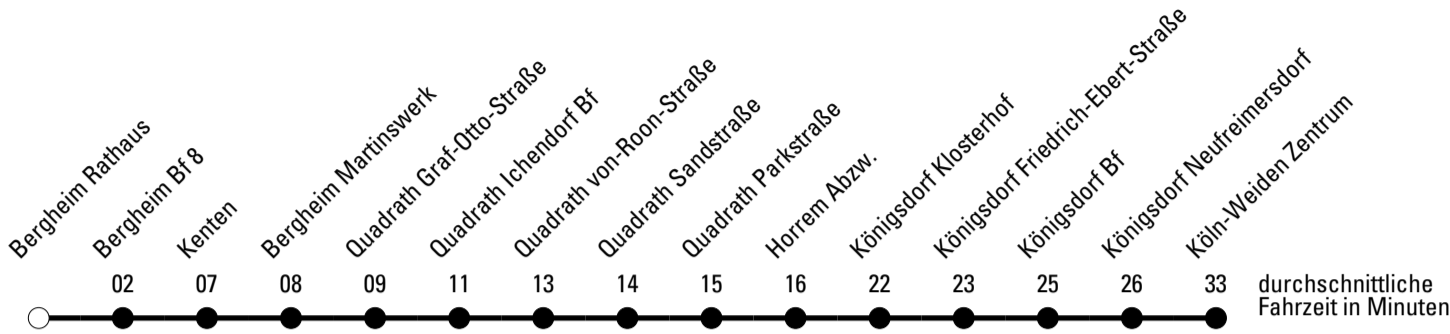 Bergheim Rathaus
Bergheim Bf 8
Kenten
Bergheim Martinswerk
Quadrath Graf-Otto-Straße
Quadrath Ichendorf Bf
Quadrath von-Roon-Straße
Quadrath Sandstraße
Quadrath Parkstraße
Horrem Abzw.
Königsdorf Klosterhof
Königsdorf Friedrich-Ebert-Straße
Königsdorf Bf
Königsdorf Neufreimersdorf
Köln-Weiden Zentrum
02 07 08 09 11 13 14 15 16 22 23 25 26 33
durchschnittliche
Fahrzeit in Minuten